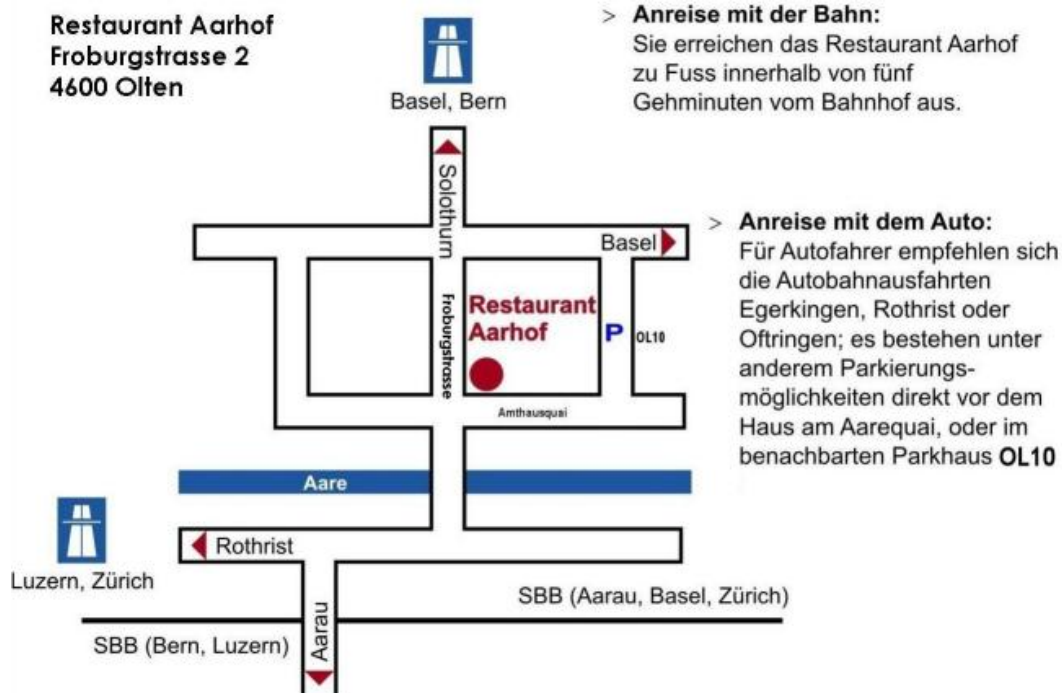 Restaurant Aarhof
Froburgstrasse 2
4600 Olten
Basel, Bern
> Anreise mit der Bahn:
Sie erreichen das Restaurant Aarhof
zu Fuss innerhalb von fünf
Gehminuten vom Bahnhof aus.
Solothurn
Basel
Froburgstrasse
Restaurant
Aarhof
P OL10
Amthausquai
> Anreise mit dem Auto:
Für Autofahrer empfehlen sich
die Autobahnausfahrten
Egerkingen, Rothrist oder
Oftringen; es bestehen unter
anderem Parkierungs-
möglichkeiten direkt vor dem
Haus am Aarequai, oder im
benachbarten Parkhaus OL10
Aare
Luzern, Zürich
Rothrist
Aarau
SBB (Aarau, Basel, Zürich)
SBB (Bern, Luzern)